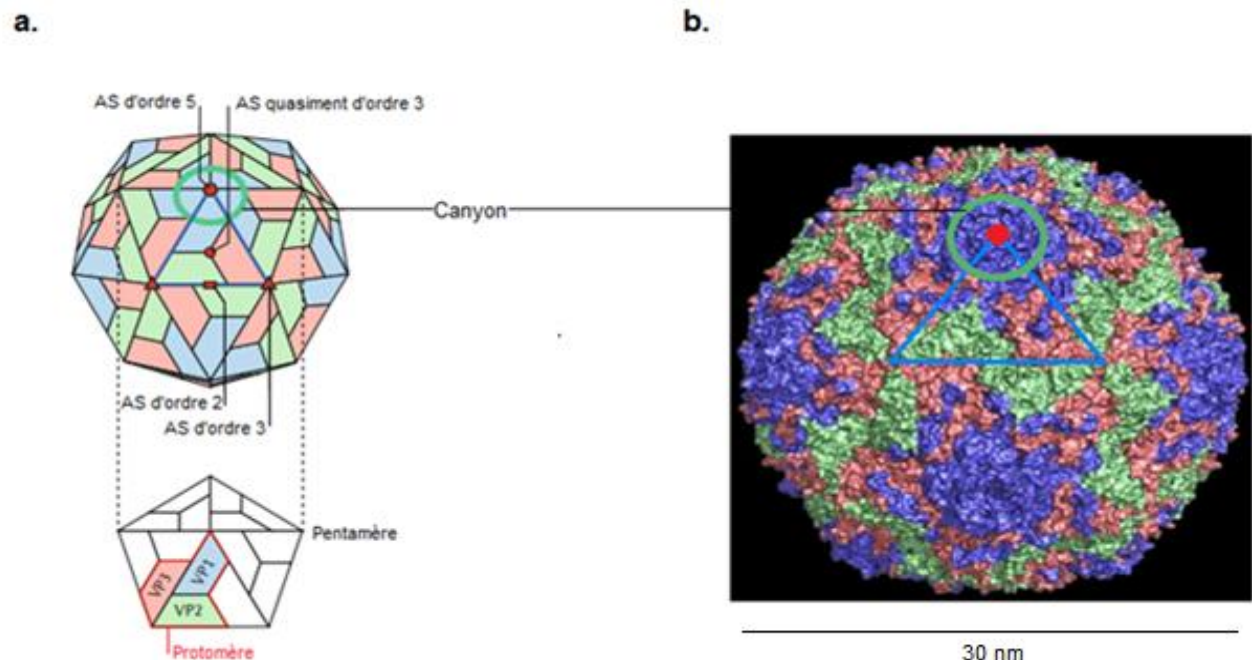 a.
b.
AS d'ordre 5
AS quasiment d'ordre 3
Canyon
AS d'ordre 2
AS d'ordre 3
Pentamère
VP3
VP1
VP2
Protomère
30 nm